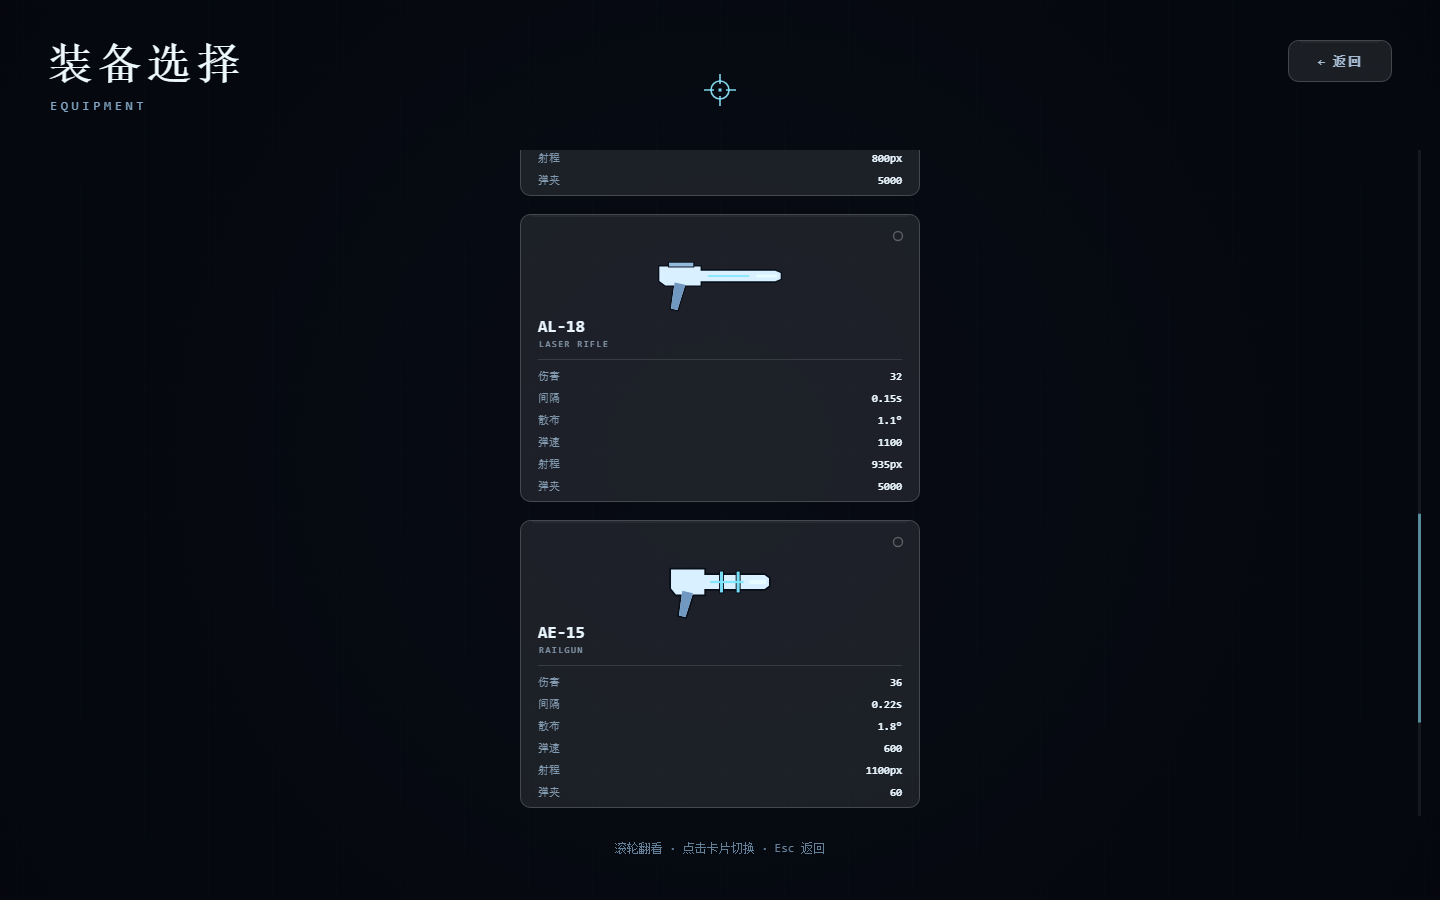 装备选择
EQUIPMENT
← 返回
射程 800px
弹夹 5000
AL-18
LASER RIFLE
伤害 32
间隔 0.15s
散布 1.1°
弹速 1100
射程 935px
弹夹 5000
AE-15
RAILGUN
伤害 36
间隔 0.22s
散布 1.8°
弹速 600
射程 1100px
弹夹 60
滚轮翻看 · 点击卡片切换 · Esc 返回